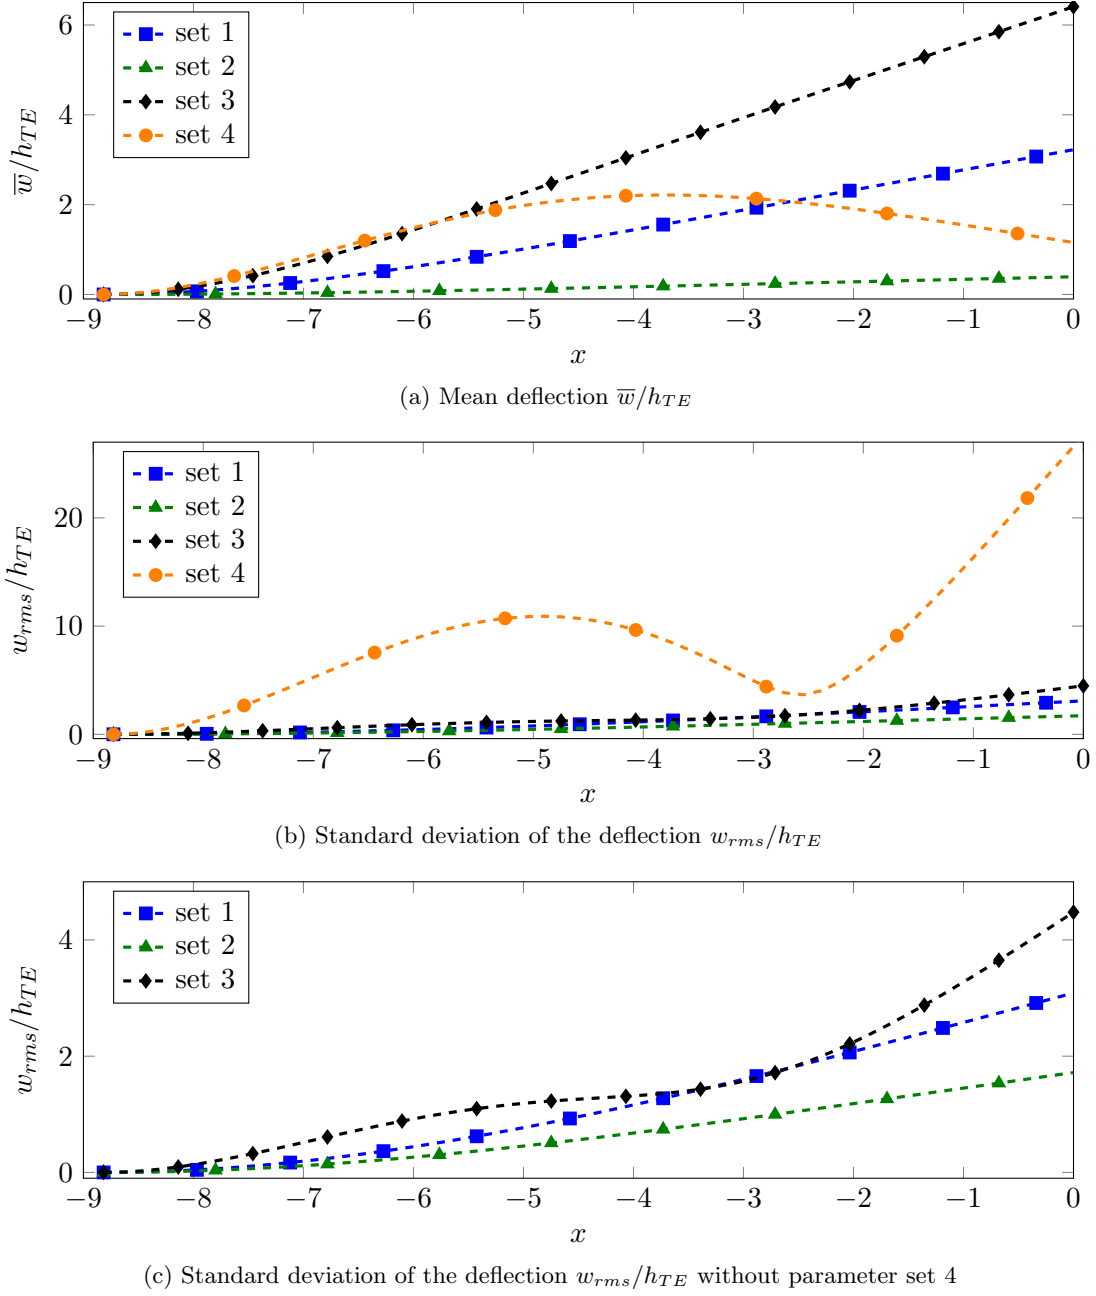 6
4
2
0
w̅/h_TE
set 1
set 2
set 3
set 4
−9 −8 −7 −6 −5 −4 −3 −2 −1 0
x
(a) Mean deflection w̅/h_TE
20
10
0
w_rms/h_TE
set 1
set 2
set 3
set 4
−9 −8 −7 −6 −5 −4 −3 −2 −1 0
x
(b) Standard deviation of the deflection w_rms/h_TE
4
2
0
w_rms/h_TE
set 1
set 2
set 3
−9 −8 −7 −6 −5 −4 −3 −2 −1 0
x
(c) Standard deviation of the deflection w_rms/h_TE without parameter set 4